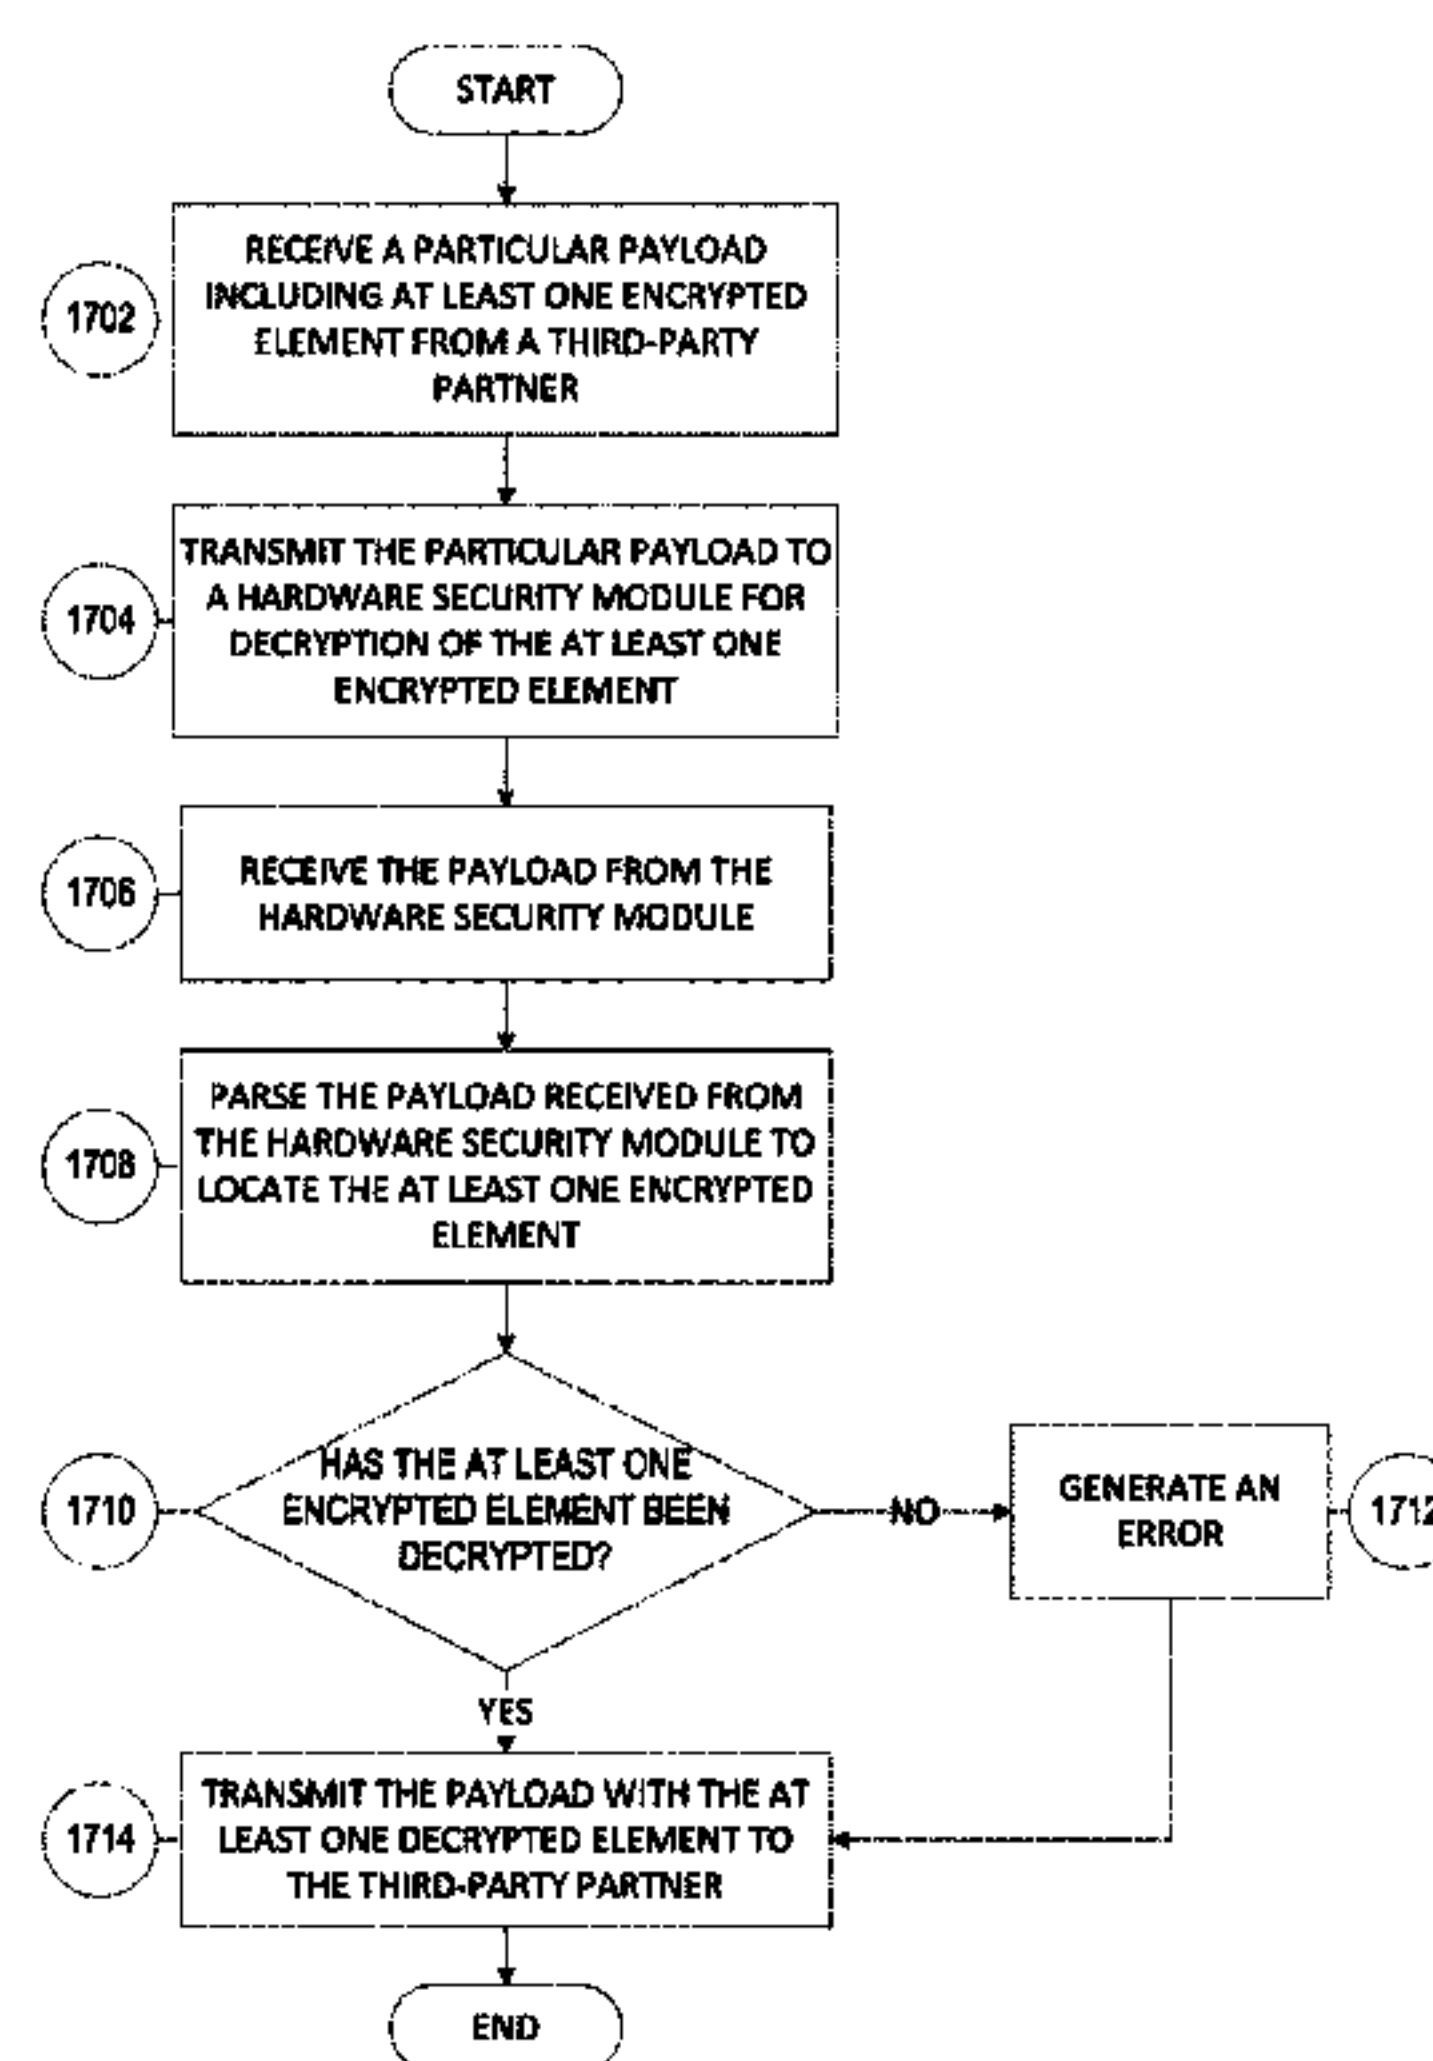 START
RECEIVE A PARTICULAR PAYLOAD
INCLUDING AT LEAST ONE ENCRYPTED
ELEMENT FROM A THIRD-PARTY
PARTNER
1702
TRANSMIT THE PARTICULAR PAYLOAD TO
A HARDWARE SECURITY MODULE FOR
DECRYPTION OF THE AT LEAST ONE
ENCRYPTED ELEMENT
1704
RECEIVE THE PAYLOAD FROM THE
HARDWARE SECURITY MODULE
1706
PARSE THE PAYLOAD RECEIVED FROM
THE HARDWARE SECURITY MODULE TO
LOCATE THE AT LEAST ONE ENCRYPTED
ELEMENT
1708
HAS THE AT LEAST ONE
ENCRYPTED ELEMENT BEEN
DECRYPTED?
1710
NO
GENERATE AN
ERROR
1712
YES
TRANSMIT THE PAYLOAD WITH THE AT
LEAST ONE DECRYPTED ELEMENT TO
THE THIRD-PARTY PARTNER
1714
END